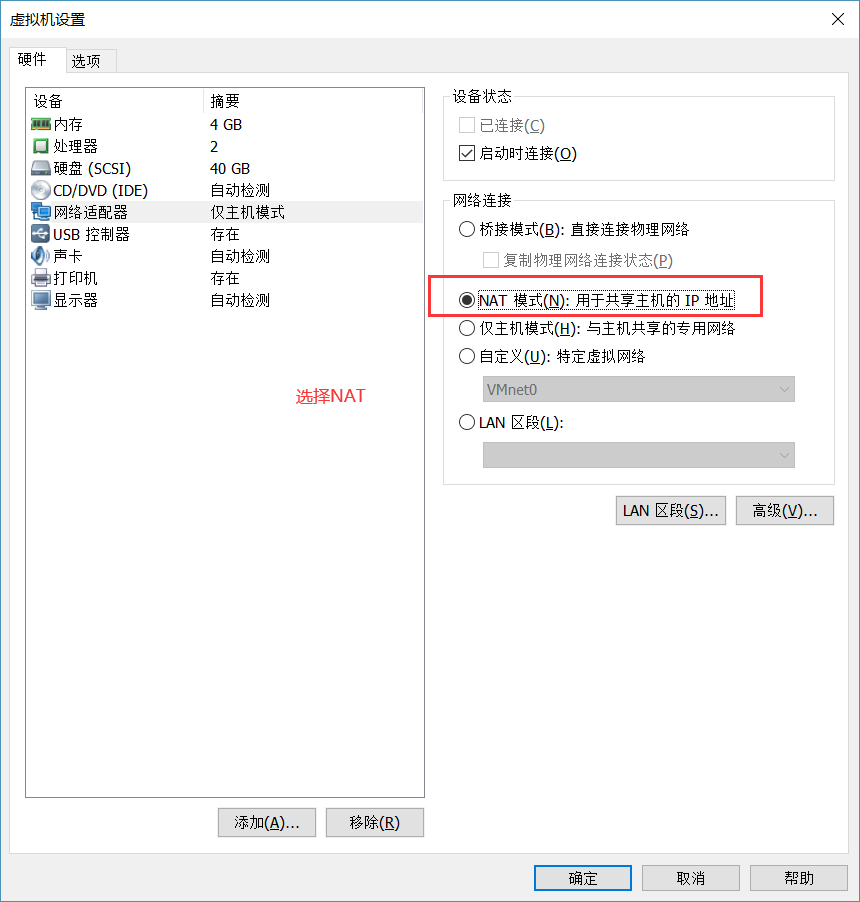 虚拟机设置
硬件 选项
设备 摘要
内存 4 GB
处理器 2
硬盘 (SCSI) 40 GB
CD/DVD (IDE) 自动检测
网络适配器 仅主机模式
USB 控制器 存在
声卡 自动检测
打印机 存在
显示器 自动检测
选择NAT
添加(A)... 移除(R)
设备状态
已连接(C)
启动时连接(O)
网络连接
桥接模式(B): 直接连接物理网络
复制物理网络连接状态(P)
NAT 模式(N): 用于共享主机的 IP 地址
仅主机模式(H): 与主机共享的专用网络
自定义(U): 特定虚拟网络
VMnet0
LAN 区段(L):
LAN 区段(S)... 高级(V)...
确定 取消 帮助